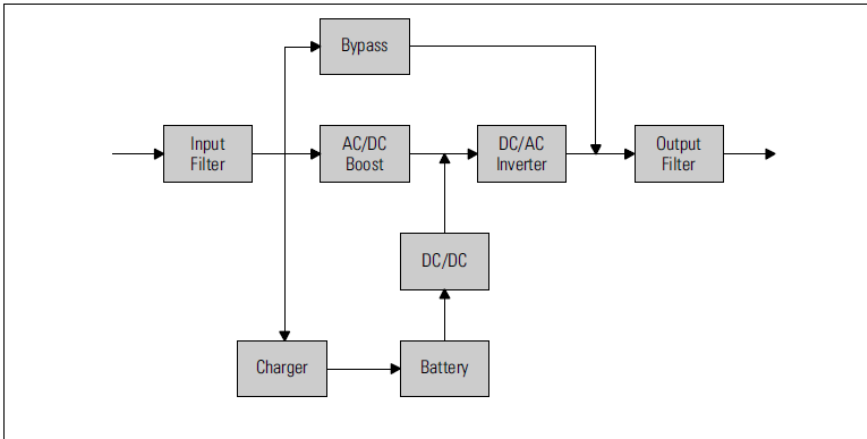 Bypass
Input
Filter
AC/DC
Boost
DC/AC
Inverter
Output
Filter
DC/DC
Charger
Battery